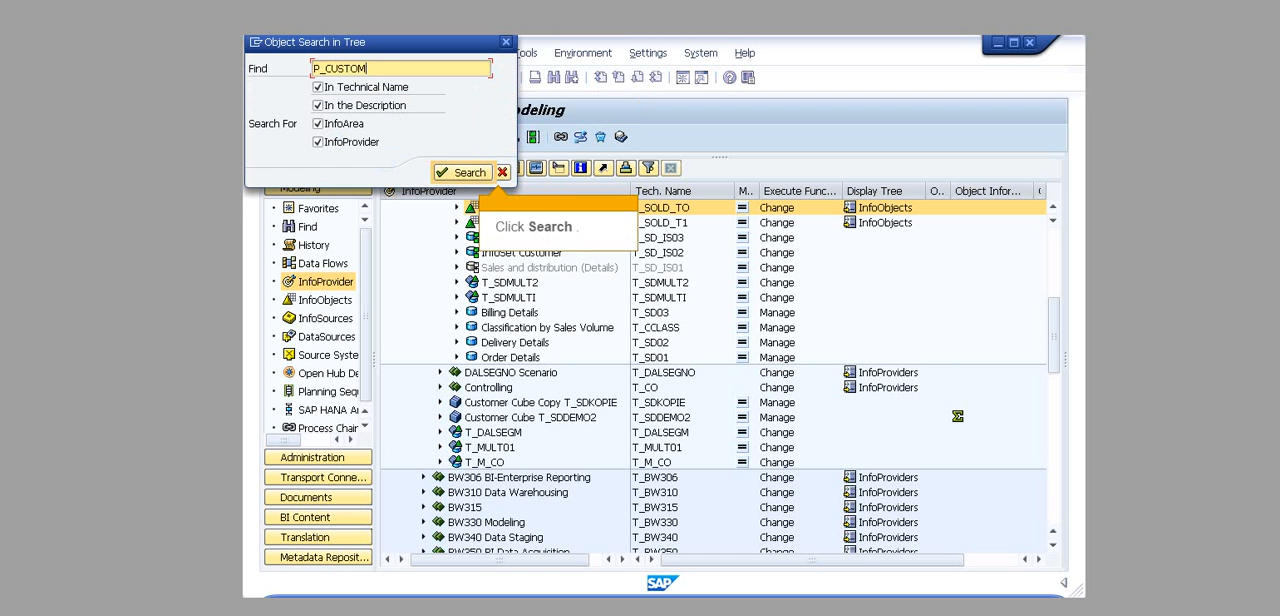 Object Search in Tree
Find P_CUSTOM
In Technical Name
In the Description
Search For InfoArea
InfoProvider
Search
Click Search .
Environment Settings System Help
InfoProvider Tech. Name M.. Execute Func... Display Tree O.. Object Infor...
Favorites
Find
History
Data Flows
InfoProvider
InfoObjects
InfoSources
DataSources
Source Syste
Open Hub De
Planning Seq
SAP HANA Ar
Process Chair
Administration
Transport Conne...
Documents
BI Content
Translation
Metadata Reposit...
_SOLD_TO Change InfoObjects
_SOLD_T1 Change InfoObjects
T_SD_IS03 Change
InfoSet Customer T_SD_IS02 Change
Sales and distribution (Details) T_SD_IS01 Change
T_SDMULT2 T_SDMULT2 Change
T_SDMULTI T_SDMULTI Change
Billing Details T_SD03 Manage
Classification by Sales Volume T_CCLASS Manage
Delivery Details T_SD02 Manage
Order Details T_SD01 Manage
DALSEGNO Scenario T_DALSEGNO Change InfoProviders
Controlling T_CO Change InfoProviders
Customer Cube Copy T_SDKOPIE T_SDKOPIE Manage
Customer Cube T_SDDEMO2 T_SDDEMO2 Manage
T_DALSEGM T_DALSEGM Change
T_MULT01 T_MULT01 Change
T_M_CO T_M_CO Change
BW306 BI-Enterprise Reporting T_BW306 Change InfoProviders
BW310 Data Warehousing T_BW310 Change InfoProviders
BW315 T_BW315 Change InfoProviders
BW330 Modeling T_BW330 Change InfoProviders
BW340 Data Staging T_BW340 Change InfoProviders
BW350 BI Data Acquisition T_BW350 Change InfoProviders
SAP